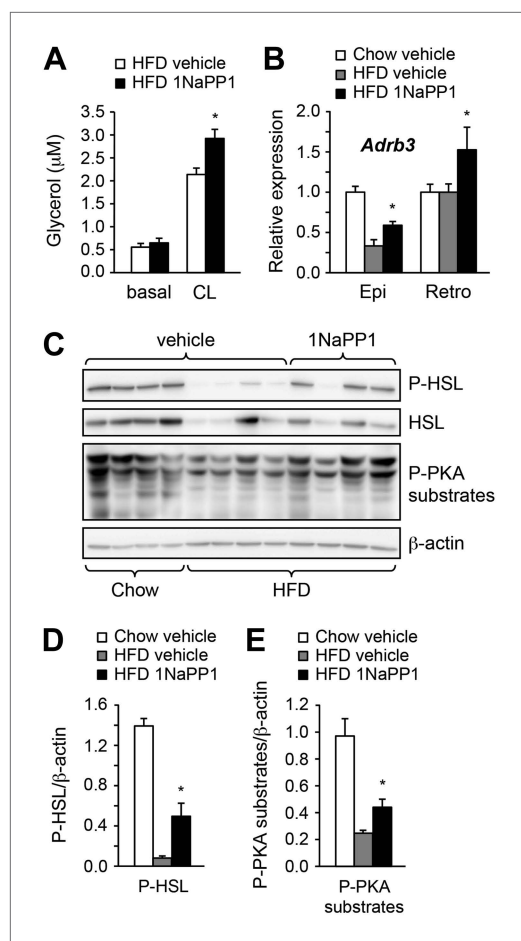 A
HFD vehicle
HFD 1NaPP1
Glycerol (μM)
3.5
3.0
2.5
2.0
1.5
1.0
0.5
0.0
*
basal
CL
B
Chow vehicle
HFD vehicle
HFD 1NaPP1
Relative expression
2.0
1.5
1.0
0.5
0
Adrb3
*
*
Epi
Retro
C
vehicle
1NaPP1
P-HSL
HSL
P-PKA
substrates
β-actin
Chow
HFD
D
Chow vehicle
HFD vehicle
HFD 1NaPP1
P-HSL/β-actin
1.6
1.2
0.8
0.4
0.0
*
P-HSL
E
Chow vehicle
HFD vehicle
HFD 1NaPP1
P-PKA substrates/β-actin
1.2
1.0
0.8
0.6
0.4
0.2
0.0
*
P-PKA
substrates